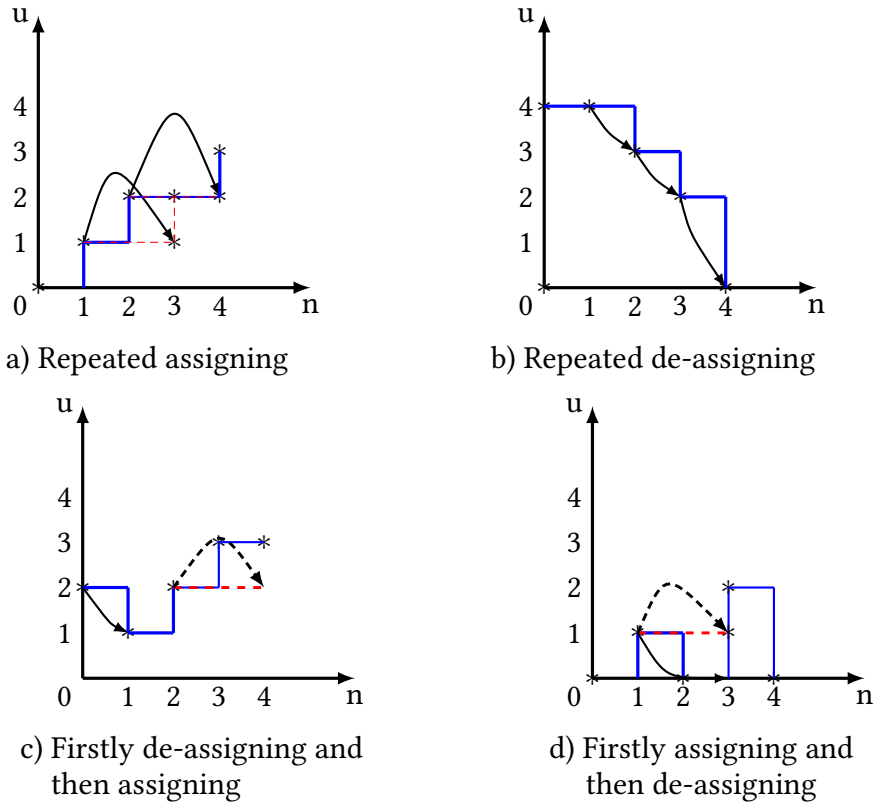 u
4
3
2
1
0
1 2 3 4 n
a) Repeated assigning
u
4
3
2
1
0
1 2 3 4 n
b) Repeated de-assigning
u
4
3
2
1
0
1 2 3 4 n
c) Firstly de-assigning and
then assigning
u
4
3
2
1
0
1 2 3 4 n
d) Firstly assigning and
then de-assigning